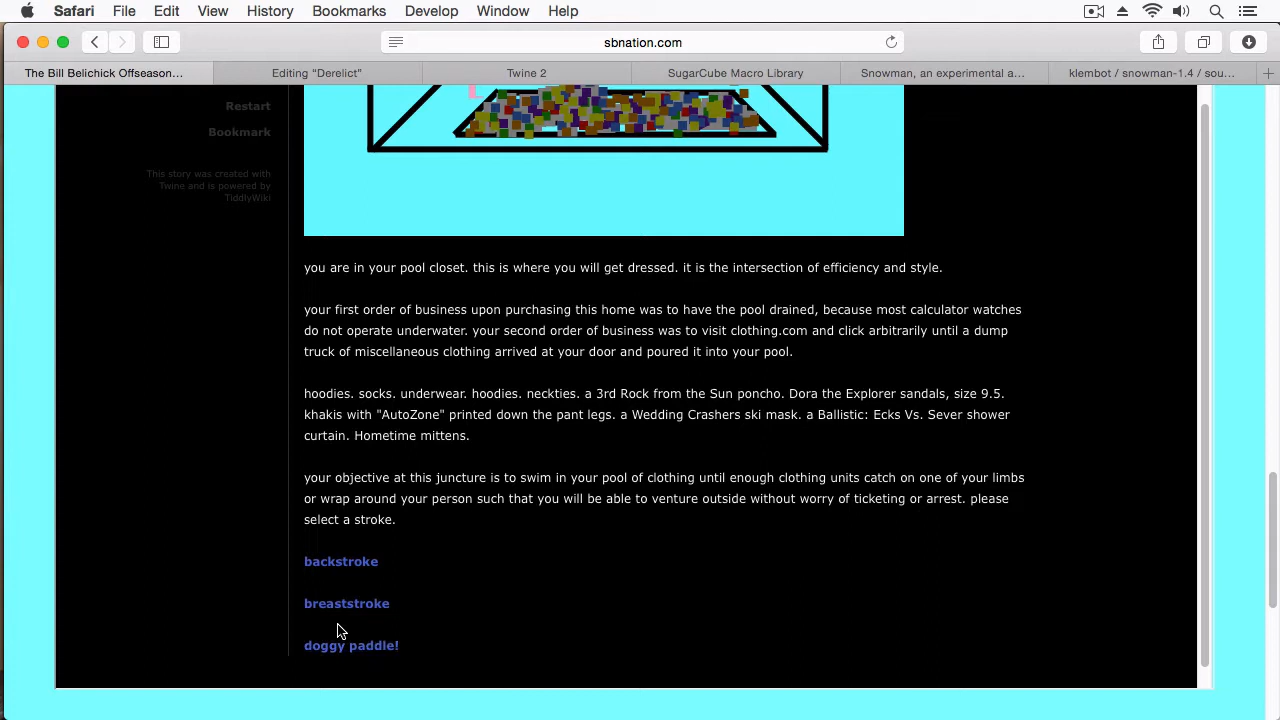 Safari File Edit View History Bookmarks Develop Window Help
sbnation.com
The Bill Belichick Offseason… Editing "Derelict" Twine 2 SugarCube Macro Library Snowman, an experimental a… klembot / snowman-1.4 / sou…
Restart
Bookmark
This story was created with
Twine and is powered by
TiddlyWiki
you are in your pool closet. this is where you will get dressed. it is the intersection of efficiency and style.
your first order of business upon purchasing this home was to have the pool drained, because most calculator watches
do not operate underwater. your second order of business was to visit clothing.com and click arbitrarily until a dump
truck of miscellaneous clothing arrived at your door and poured it into your pool.
hoodies. socks. underwear. hoodies. neckties. a 3rd Rock from the Sun poncho. Dora the Explorer sandals, size 9.5.
khakis with "AutoZone" printed down the pant legs. a Wedding Crashers ski mask. a Ballistic: Ecks Vs. Sever shower
curtain. Hometime mittens.
your objective at this juncture is to swim in your pool of clothing until enough clothing units catch on one of your limbs
or wrap around your person such that you will be able to venture outside without worry of ticketing or arrest. please
select a stroke.
backstroke
breaststroke
doggy paddle!